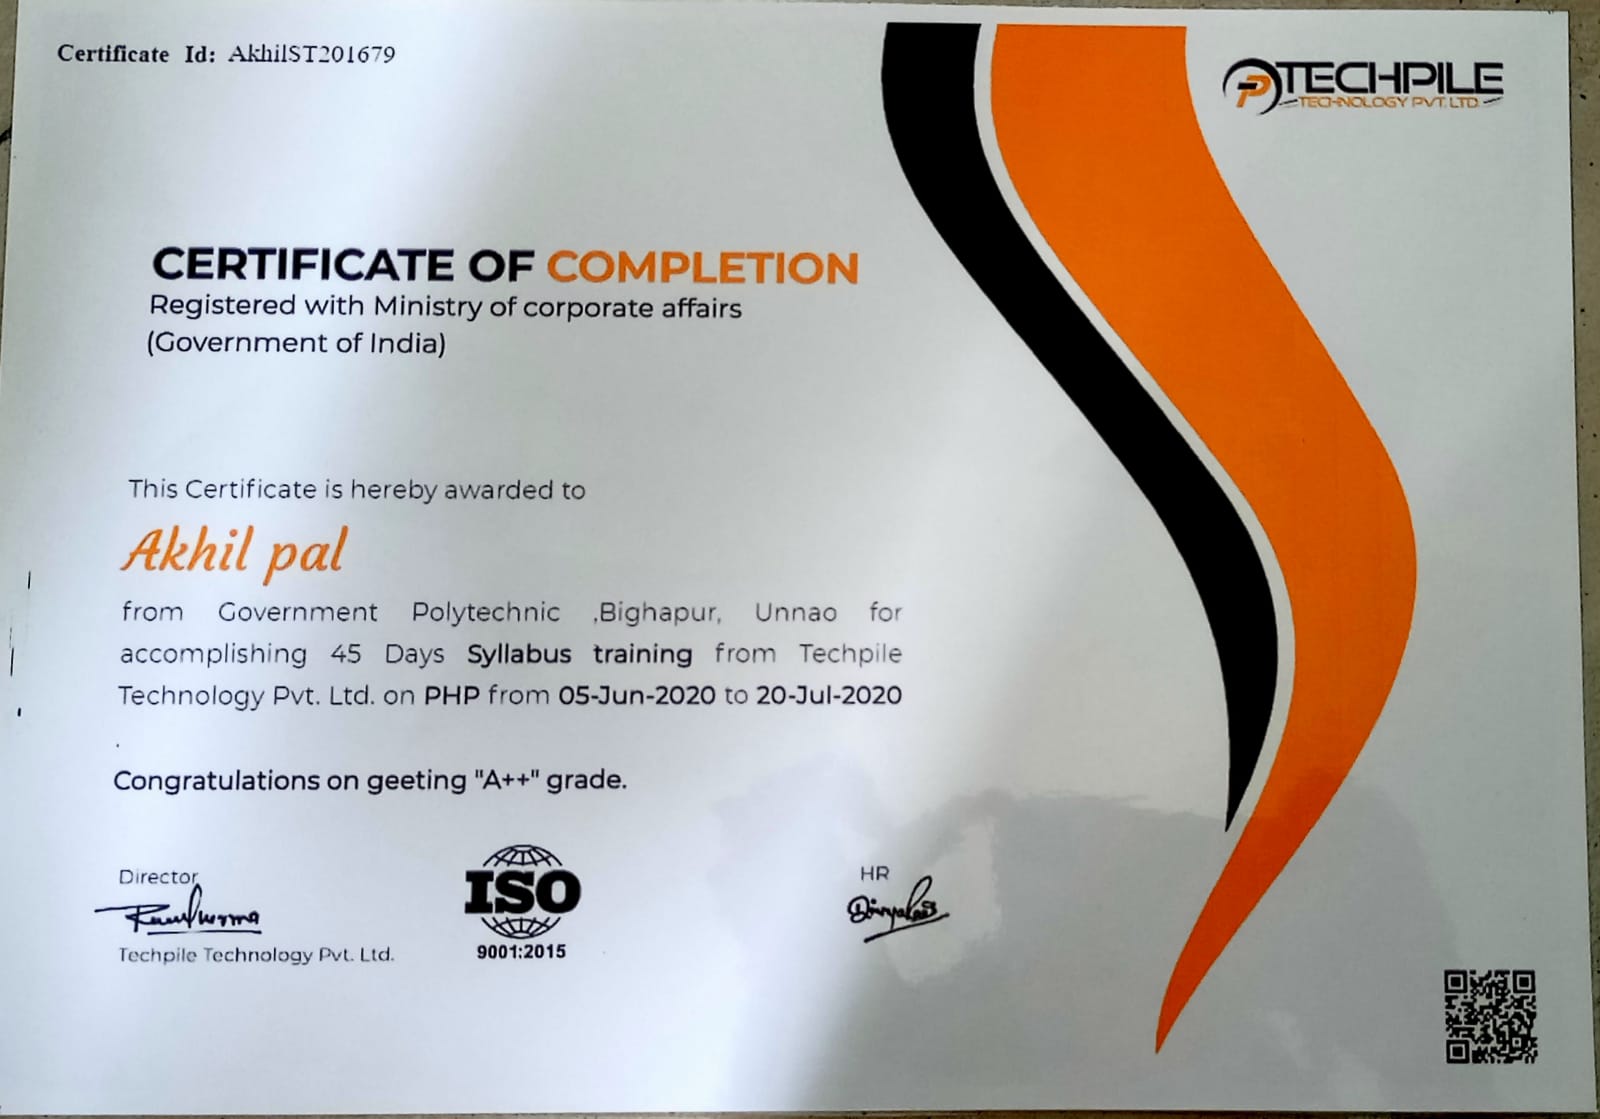 Certificate Id: AkhilST201679
TECHPILE
TECHNOLOGY PVT. LTD
CERTIFICATE OF COMPLETION
Registered with Ministry of corporate affairs
(Government of India)
This Certificate is hereby awarded to
Akhil pal
from Government Polytechnic ,Bighapur, Unnao for
accomplishing 45 Days Syllabus training from Techpile
Technology Pvt. Ltd. on PHP from 05-Jun-2020 to 20-Jul-2020
.
Congratulations on geeting "A++" grade.
Director
Techpile Technology Pvt. Ltd.
ISO
9001:2015
HR